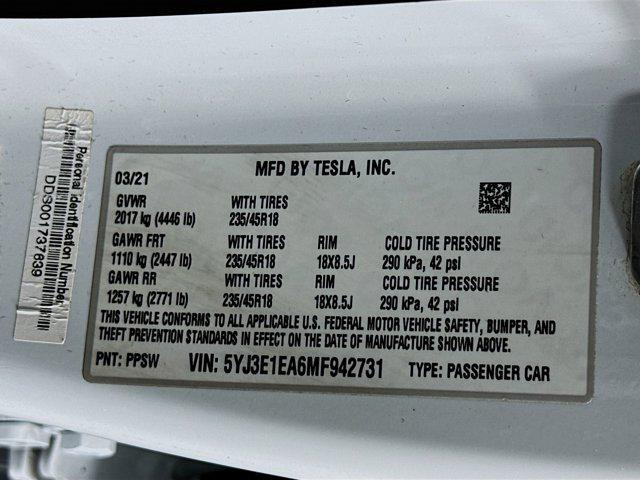 MFD BY TESLA, INC.
03/21
GVWR WITH TIRES
2017 kg (4446 lb) 235/45R18
GAWR FRT WITH TIRES RIM COLD TIRE PRESSURE
1110 kg (2447 lb) 235/45R18 18X8.5J 290 kPa, 42 psi
GAWR RR WITH TIRES RIM COLD TIRE PRESSURE
1257 kg (2771 lb) 235/45R18 18X8.5J 290 kPa, 42 psi
THIS VEHICLE CONFORMS TO ALL APPLICABLE U.S. FEDERAL MOTOR VEHICLE SAFETY, BUMPER, AND
THEFT PREVENTION STANDARDS IN EFFECT ON THE DATE OF MANUFACTURE SHOWN ABOVE.
PNT: PPSW VIN: 5YJ3E1EA6MF942731 TYPE: PASSENGER CAR
Personal Identification Number
DDS001737639